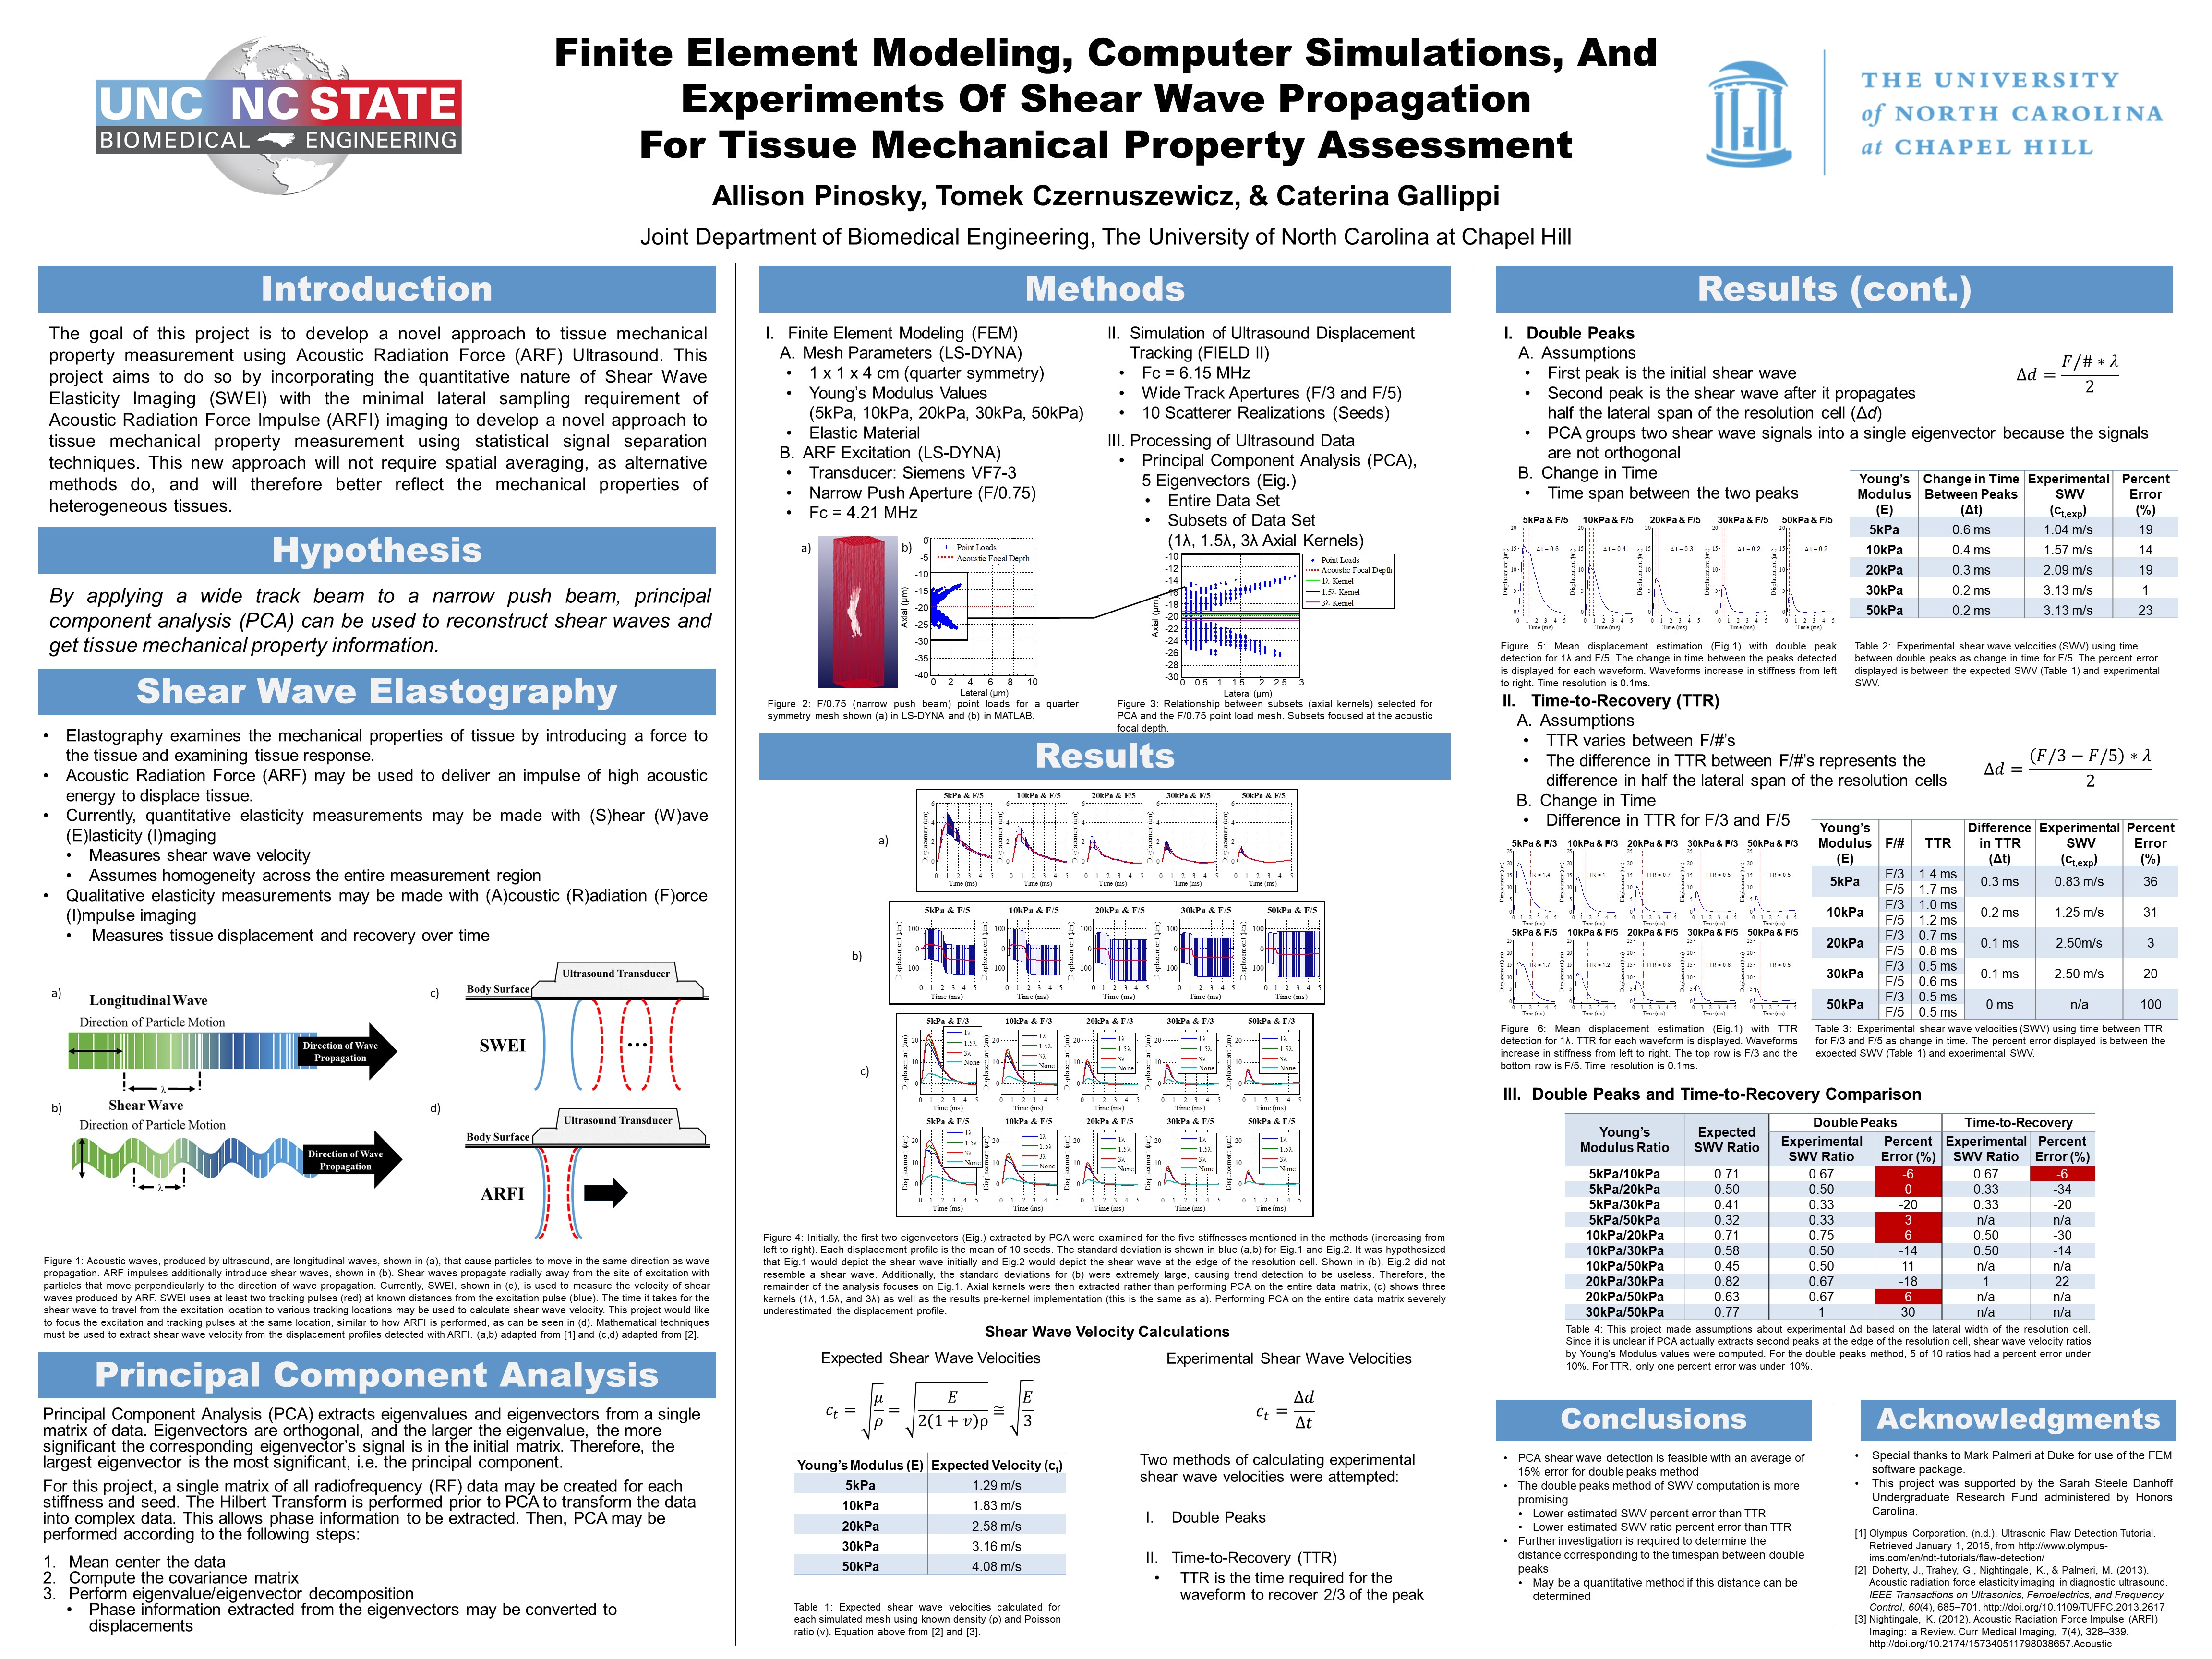 UNC NC STATE
BIOMEDICAL ENGINEERING
Finite Element Modeling, Computer Simulations, And
Experiments Of Shear Wave Propagation
For Tissue Mechanical Property Assessment
Allison Pinosky, Tomek Czernuszewicz, & Caterina Gallippi
Joint Department of Biomedical Engineering, The University of North Carolina at Chapel Hill
THE UNIVERSITY
of NORTH CAROLINA
at CHAPEL HILL
Introduction
The goal of this project is to develop a novel approach to tissue mechanical
property measurement using Acoustic Radiation Force (ARF) Ultrasound. This
project aims to do so by incorporating the quantitative nature of Shear Wave
Elasticity Imaging (SWEI) with the minimal lateral sampling requirement of
Acoustic Radiation Force Impulse (ARFI) imaging to develop a novel approach to
tissue mechanical property measurement using statistical signal separation
techniques. This new approach will not require spatial averaging, as alternative
methods do, and will therefore better reflect the mechanical properties of
heterogeneous tissues.
Hypothesis
By applying a wide track beam to a narrow push beam, principal
component analysis (PCA) can be used to reconstruct shear waves and
get tissue mechanical property information.
Shear Wave Elastography
• Elastography examines the mechanical properties of tissue by introducing a force to
the tissue and examining tissue response.
• Acoustic Radiation Force (ARF) may be used to deliver an impulse of high acoustic
energy to displace tissue.
• Currently, quantitative elasticity measurements may be made with (S)hear (W)ave
(E)lasticity (I)maging
• Measures shear wave velocity
• Assumes homogeneity across the entire measurement region
• Qualitative elasticity measurements may be made with (A)coustic (R)adiation (F)orce
(I)mpulse imaging
• Measures tissue displacement and recovery over time
a)
Longitudinal Wave
Direction of Particle Motion
Direction of Wave
Propagation
λ
b)
Shear Wave
Direction of Particle Motion
Direction of Wave
Propagation
λ
c)
Ultrasound Transducer
Body Surface
SWEI
...
d)
Ultrasound Transducer
Body Surface
ARFI
Figure 1: Acoustic waves, produced by ultrasound, are longitudinal waves, shown in (a), that cause particles to move in the same direction as wave
propagation. ARF impulses additionally introduce shear waves, shown in (b). Shear waves propagate radially away from the site of excitation with
particles that move perpendicularly to the direction of wave propagation. Currently, SWEI, shown in (c), is used to measure the velocity of shear
waves produced by ARF. SWEI uses at least two tracking pulses (red) at known distances from the excitation pulse (blue). The time it takes for the
shear wave to travel from the excitation location to various tracking locations may be used to calculate shear wave velocity. This project would like
to focus the excitation and tracking pulses at the same location, similar to how ARFI is performed, as can be seen in (d). Mathematical techniques
must be used to extract shear wave velocity from the displacement profiles detected with ARFI. (a,b) adapted from [1] and (c,d) adapted from [2].
Principal Component Analysis
Principal Component Analysis (PCA) extracts eigenvalues and eigenvectors from a single
matrix of data. Eigenvectors are orthogonal, and the larger the eigenvalue, the more
significant the corresponding eigenvector's signal is in the initial matrix. Therefore, the
largest eigenvector is the most significant, i.e. the principal component.
For this project, a single matrix of all radiofrequency (RF) data may be created for each
stiffness and seed. The Hilbert Transform is performed prior to PCA to transform the data
into complex data. This allows phase information to be extracted. Then, PCA may be
performed according to the following steps:
1. Mean center the data
2. Compute the covariance matrix
3. Perform eigenvalue/eigenvector decomposition
• Phase information extracted from the eigenvectors may be converted to
displacements
Methods
I. Finite Element Modeling (FEM)
A. Mesh Parameters (LS-DYNA)
• 1 x 1 x 4 cm (quarter symmetry)
• Young's Modulus Values
(5kPa, 10kPa, 20kPa, 30kPa, 50kPa)
• Elastic Material
B. ARF Excitation (LS-DYNA)
• Transducer: Siemens VF7-3
• Narrow Push Aperture (F/0.75)
• Fc = 4.21 MHz
II. Simulation of Ultrasound Displacement
Tracking (FIELD II)
• Fc = 6.15 MHz
• Wide Track Apertures (F/3 and F/5)
• 10 Scatterer Realizations (Seeds)
III. Processing of Ultrasound Data
• Principal Component Analysis (PCA),
5 Eigenvectors (Eig.)
• Entire Data Set
• Subsets of Data Set
(1λ, 1.5λ, 3λ Axial Kernels)
a)
b)
Point Loads
Acoustic Focal Depth
Axial (μm)
0
-5
-10
-15
-20
-25
-30
-35
-40
0 2 4 6 8 10
Lateral (μm)
Point Loads
Acoustic Focal Depth
1λ Kernel
1.5λ Kernel
3λ Kernel
Axial (μm)
-10
-12
-14
-16
-18
-20
-22
-24
-26
-28
-30
0 0.5 1 1.5 2 2.5 3
Lateral (μm)
Figure 2: F/0.75 (narrow push beam) point loads for a quarter
symmetry mesh shown (a) in LS-DYNA and (b) in MATLAB.
Figure 3: Relationship between subsets (axial kernels) selected for
PCA and the F/0.75 point load mesh. Subsets focused at the acoustic
focal depth.
Results
a)
5kPa & F/5 10kPa & F/5 20kPa & F/5 30kPa & F/5 50kPa & F/5
Displacement (μm)
Time (ms)
b)
5kPa & F/5 10kPa & F/5 20kPa & F/5 30kPa & F/5 50kPa & F/5
Displacement (μm)
Time (ms)
c)
5kPa & F/3 10kPa & F/3 20kPa & F/3 30kPa & F/3 50kPa & F/3
1λ
1.5λ
3λ
None
Displacement (μm)
Time (ms)
5kPa & F/5 10kPa & F/5 20kPa & F/5 30kPa & F/5 50kPa & F/5
1λ
1.5λ
3λ
None
Displacement (μm)
Time (ms)
Figure 4: Initially, the first two eigenvectors (Eig.) extracted by PCA were examined for the five stiffnesses mentioned in the methods (increasing from
left to right). Each displacement profile is the mean of 10 seeds. The standard deviation is shown in blue (a,b) for Eig.1 and Eig.2. It was hypothesized
that Eig.1 would depict the shear wave initially and Eig.2 would depict the shear wave at the edge of the resolution cell. Shown in (b), Eig.2 did not
resemble a shear wave. Additionally, the standard deviations for (b) were extremely large, causing trend detection to be useless. Therefore, the
remainder of the analysis focuses on Eig.1. Axial kernels were then extracted rather than performing PCA on the entire data matrix, (c) shows three
kernels (1λ, 1.5λ, and 3λ) as well as the results pre-kernel implementation (this is the same as a). Performing PCA on the entire data matrix severely
underestimated the displacement profile.
Shear Wave Velocity Calculations
Expected Shear Wave Velocities
c_t = √(μ/ρ) = √(E/(2(1 + v)ρ)) ≅ √(E/3)
Young's Modulus (E) Expected Velocity (ct)
5kPa 1.29 m/s
10kPa 1.83 m/s
20kPa 2.58 m/s
30kPa 3.16 m/s
50kPa 4.08 m/s
Table 1: Expected shear wave velocities calculated for
each simulated mesh using known density (ρ) and Poisson
ratio (v). Equation above from [2] and [3].
Experimental Shear Wave Velocities
c_t = Δd/Δt
Two methods of calculating experimental
shear wave velocities were attempted:
I. Double Peaks
II. Time-to-Recovery (TTR)
• TTR is the time required for the
waveform to recover 2/3 of the peak
Results (cont.)
I. Double Peaks
A. Assumptions
• First peak is the initial shear wave
• Second peak is the shear wave after it propagates
half the lateral span of the resolution cell (Δd)
• PCA groups two shear wave signals into a single eigenvector because the signals
are not orthogonal
B. Change in Time
• Time span between the two peaks
Δd = (F/# ∗ λ)/2
5kPa & F/5 10kPa & F/5 20kPa & F/5 30kPa & F/5 50kPa & F/5
Δt = 0.6 Δt = 0.4 Δt = 0.3 Δt = 0.2 Δt = 0.2
Displacement (μm)
Time (ms)
Young's Modulus (E) Change in Time Between Peaks (Δt) Experimental SWV (ct,exp) Percent Error (%)
5kPa 0.6 ms 1.04 m/s 19
10kPa 0.4 ms 1.57 m/s 14
20kPa 0.3 ms 2.09 m/s 19
30kPa 0.2 ms 3.13 m/s 1
50kPa 0.2 ms 3.13 m/s 23
Figure 5: Mean displacement estimation (Eig.1) with double peak
detection for 1λ and F/5. The change in time between the peaks detected
is displayed for each waveform. Waveforms increase in stiffness from left
to right. Time resolution is 0.1ms.
Table 2: Experimental shear wave velocities (SWV) using time
between double peaks as change in time for F/5. The percent error
displayed is between the expected SWV (Table 1) and experimental
SWV.
II. Time-to-Recovery (TTR)
A. Assumptions
• TTR varies between F/#'s
• The difference in TTR between F/#'s represents the
difference in half the lateral span of the resolution cells
B. Change in Time
• Difference in TTR for F/3 and F/5
Δd = ((F/3 − F/5) ∗ λ)/2
5kPa & F/3 10kPa & F/3 20kPa & F/3 30kPa & F/3 50kPa & F/3
TTR = 1.4 TTR = 1 TTR = 0.7 TTR = 0.5 TTR = 0.5
Time (ms)
5kPa & F/5 10kPa & F/5 20kPa & F/5 30kPa & F/5 50kPa & F/5
TTR = 1.7 TTR = 1.2 TTR = 0.8 TTR = 0.6 TTR = 0.5
Time (ms)
Young's Modulus (E) F/# TTR Difference in TTR (Δt) Experimental SWV (ct,exp) Percent Error (%)
5kPa F/3 1.4 ms F/5 1.7 ms 0.3 ms 0.83 m/s 36
10kPa F/3 1.0 ms F/5 1.2 ms 0.2 ms 1.25 m/s 31
20kPa F/3 0.7 ms F/5 0.8 ms 0.1 ms 2.50m/s 3
30kPa F/3 0.5 ms F/5 0.6 ms 0.1 ms 2.50 m/s 20
50kPa F/3 0.5 ms F/5 0.5 ms 0 ms n/a 100
Figure 6: Mean displacement estimation (Eig.1) with TTR
detection for 1λ. TTR for each waveform is displayed. Waveforms
increase in stiffness from left to right. The top row is F/3 and the
bottom row is F/5. Time resolution is 0.1ms.
Table 3: Experimental shear wave velocities (SWV) using time between TTR
for F/3 and F/5 as change in time. The percent error displayed is between the
expected SWV (Table 1) and experimental SWV.
III. Double Peaks and Time-to-Recovery Comparison
Double Peaks Time-to-Recovery
Young's Modulus Ratio Expected SWV Ratio Experimental SWV Ratio Percent Error (%) Experimental SWV Ratio Percent Error (%)
5kPa/10kPa 0.71 0.67 -6 0.67 -6
5kPa/20kPa 0.50 0.50 0 0.33 -34
5kPa/30kPa 0.41 0.33 -20 0.33 -20
5kPa/50kPa 0.32 0.33 3 n/a n/a
10kPa/20kPa 0.71 0.75 6 0.50 -30
10kPa/30kPa 0.58 0.50 -14 0.50 -14
10kPa/50kPa 0.45 0.50 11 n/a n/a
20kPa/30kPa 0.82 0.67 -18 1 22
20kPa/50kPa 0.63 0.67 6 n/a n/a
30kPa/50kPa 0.77 1 30 n/a n/a
Table 4: This project made assumptions about experimental Δd based on the lateral width of the resolution cell.
Since it is unclear if PCA actually extracts second peaks at the edge of the resolution cell, shear wave velocity ratios
by Young's Modulus values were computed. For the double peaks method, 5 of 10 ratios had a percent error under
10%. For TTR, only one percent error was under 10%.
Conclusions
• PCA shear wave detection is feasible with an average of
15% error for double peaks method
• The double peaks method of SWV computation is more
promising
• Lower estimated SWV percent error than TTR
• Lower estimated SWV ratio percent error than TTR
• Further investigation is required to determine the
distance corresponding to the timespan between double
peaks
• May be a quantitative method if this distance can be
determined
Acknowledgments
• Special thanks to Mark Palmeri at Duke for use of the FEM
software package.
• This project was supported by the Sarah Steele Danhoff
Undergraduate Research Fund administered by Honors
Carolina.
[1] Olympus Corporation. (n.d.). Ultrasonic Flaw Detection Tutorial.
Retrieved January 1, 2015, from http://www.olympus-
ims.com/en/ndt-tutorials/flaw-detection/
[2] Doherty, J., Trahey, G., Nightingale, K., & Palmeri, M. (2013).
Acoustic radiation force elasticity imaging in diagnostic ultrasound.
IEEE Transactions on Ultrasonics, Ferroelectrics, and Frequency
Control, 60(4), 685–701. http://doi.org/10.1109/TUFFC.2013.2617
[3] Nightingale, K. (2012). Acoustic Radiation Force Impulse (ARFI)
Imaging: a Review. Curr Medical Imaging, 7(4), 328–339.
http://doi.org/10.2174/157340511798038657.Acoustic